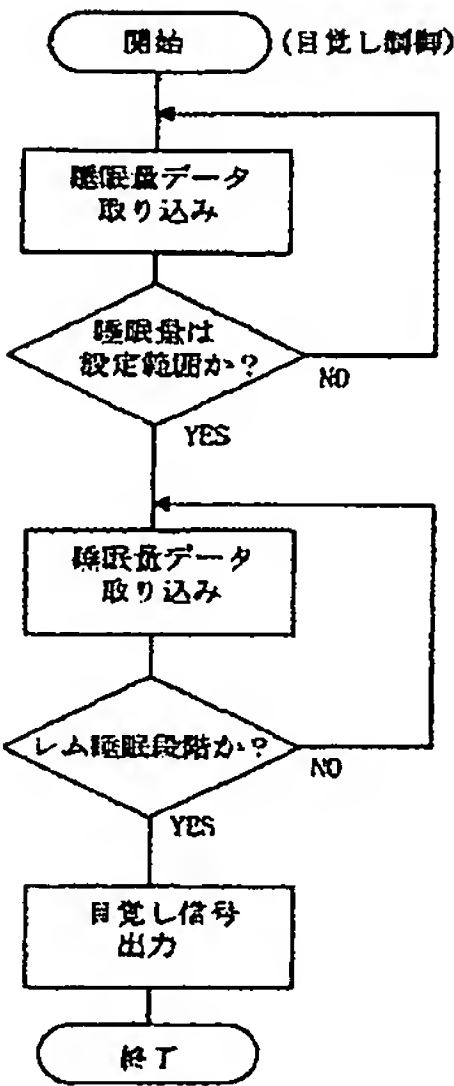 開始
(目覚し制御)
睡眠量データ
取り込み
睡眠量は
設定範囲か?
NO
YES
睡眠量データ
取り込み
レム睡眠段階か?
NO
YES
目覚し信号
出力
終了